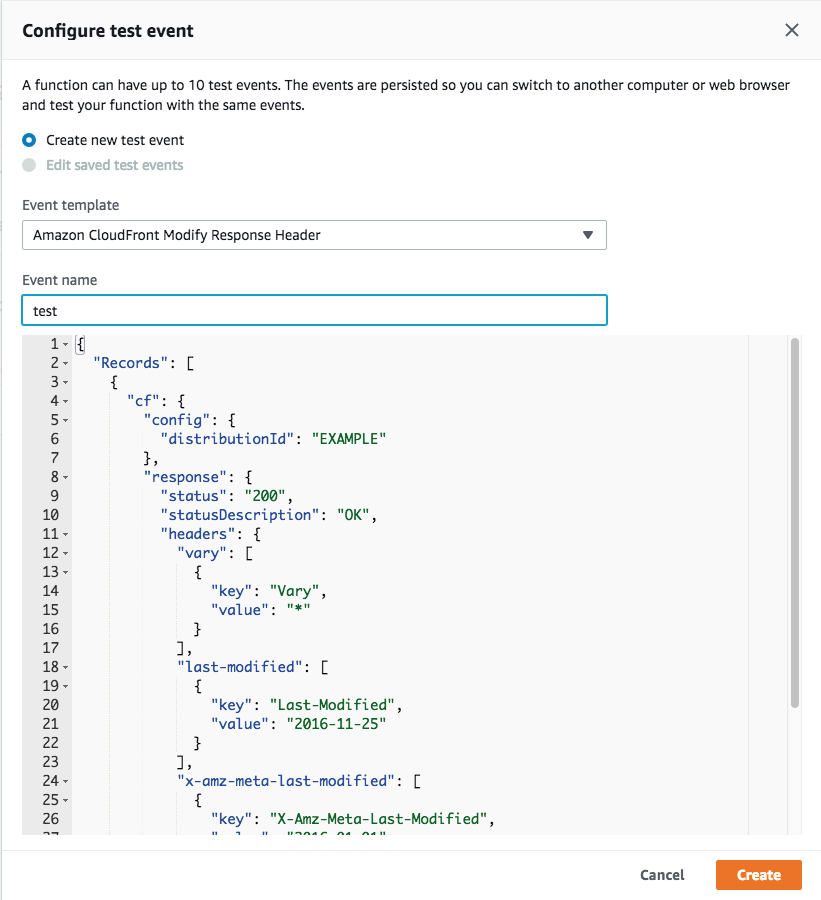 Configure test event
A function can have up to 10 test events. The events are persisted so you can switch to another computer or web browser
and test your function with the same events.
Create new test event
Edit saved test events
Event template
Amazon CloudFront Modify Response Header
Event name
test
1 {
2 "Records": [
3 {
4 "cf": {
5 "config": {
6 "distributionId": "EXAMPLE"
7 },
8 "response": {
9 "status": "200",
10 "statusDescription": "OK",
11 "headers": {
12 "vary": [
13 {
14 "key": "Vary",
15 "value": "*"
16 }
17 ],
18 "last-modified": [
19 {
20 "key": "Last-Modified",
21 "value": "2016-11-25"
22 }
23 ],
24 "x-amz-meta-last-modified": [
25 {
26 "key": "X-Amz-Meta-Last-Modified",
27 "value": "2016-01-01"
Cancel
Create